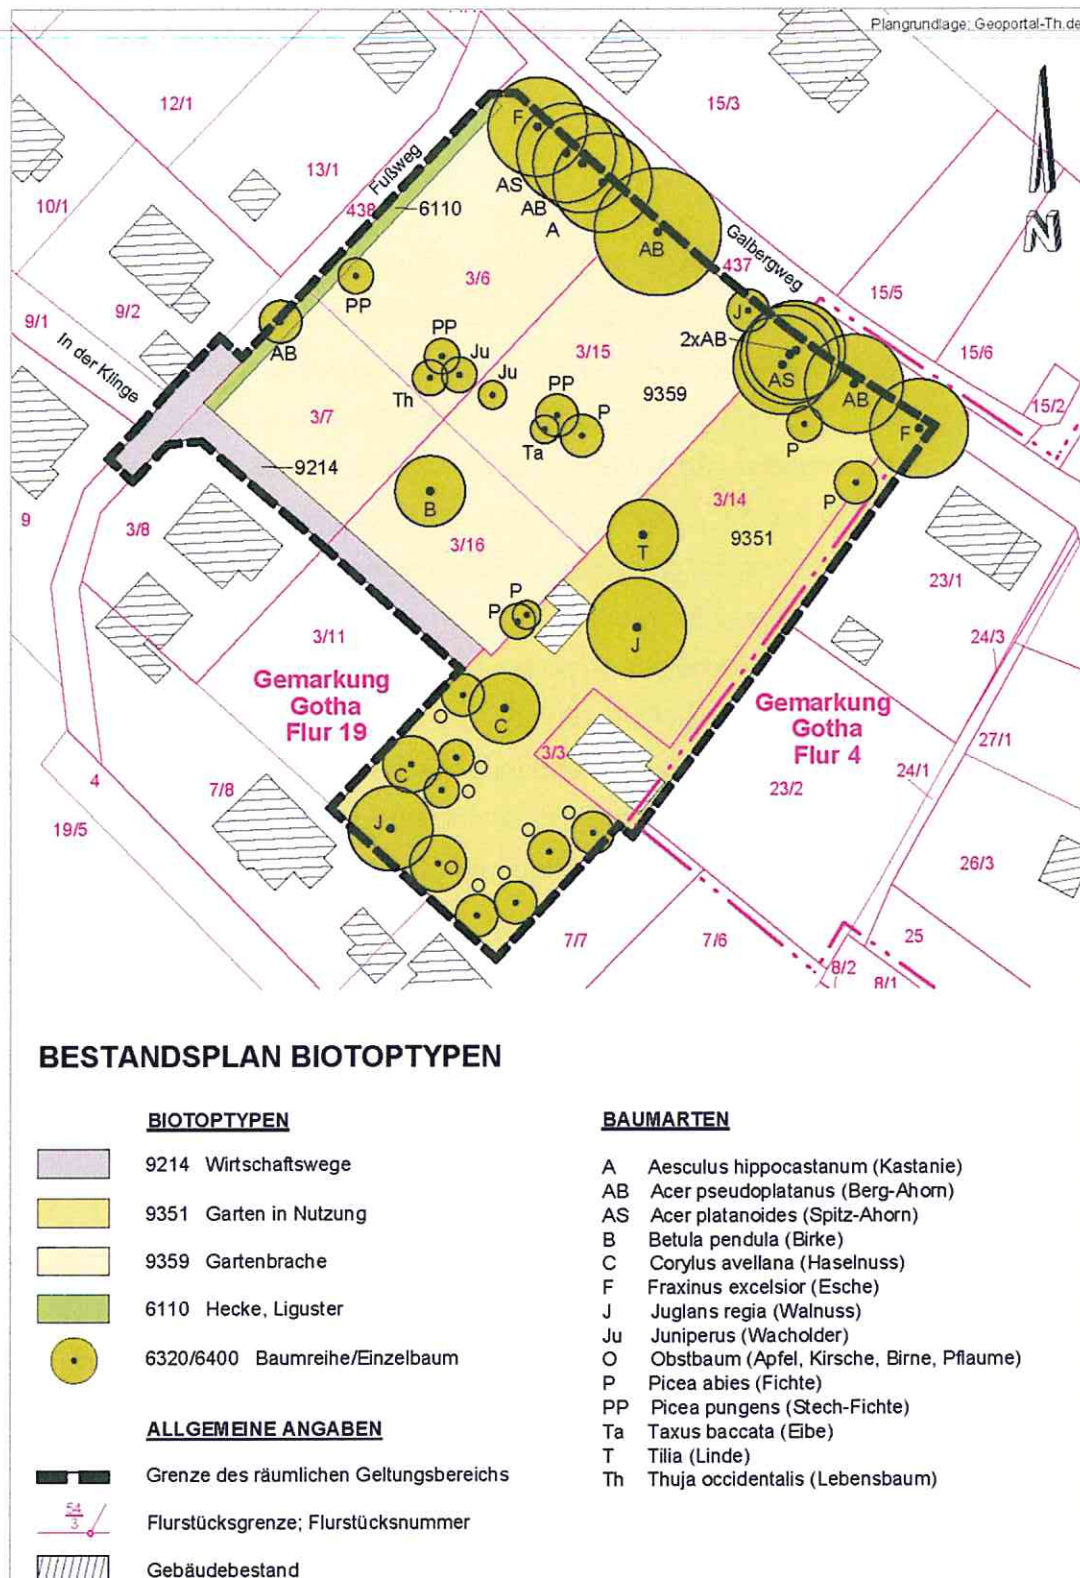 Plangrundlage: Geoportal-Th.de
12/1
15/3
13/1
Fußweg
438
6110
10/1
F
AS
AB
A
AB
Galbergweg
437
9/2
9/1
In der Klinge
3/6
PP
AB
15/5
15/6
15/2
J
2xAB
AS
AB
F
PP
Ju
Th
Ju
3/15
9359
PP
P
Ta
P
P
3/7
9214
B
3/16
T
3/14
9351
9
3/8
3/11
P
P
J
23/1
24/3
Gemarkung
Gotha
Flur 19
Gemarkung
Gotha
Flur 4
O
C
3/3
27/1
24/1
23/2
4
7/8
C
O
O
J
O
O
O
O
O
19/5
26/3
7/7
7/6
25
8/2
8/1
N
BESTANDSPLAN BIOTOPTYPEN
BIOTOPTYPEN
9214 Wirtschaftswege
9351 Garten in Nutzung
9359 Gartenbrache
6110 Hecke, Liguster
6320/6400 Baumreihe/Einzelbaum
ALLGEMEINE ANGABEN
Grenze des räumlichen Geltungsbereichs
54
3
Flurstücksgrenze; Flurstücksnummer
Gebäudebestand
BAUMARTEN
A Aesculus hippocastanum (Kastanie)
AB Acer pseudoplatanus (Berg-Ahorn)
AS Acer platanoides (Spitz-Ahorn)
B Betula pendula (Birke)
C Corylus avellana (Haselnuss)
F Fraxinus excelsior (Esche)
J Juglans regia (Walnuss)
Ju Juniperus (Wacholder)
O Obstbaum (Apfel, Kirsche, Birne, Pflaume)
P Picea abies (Fichte)
PP Picea pungens (Stech-Fichte)
Ta Taxus baccata (Eibe)
T Tilia (Linde)
Th Thuja occidentalis (Lebensbaum)